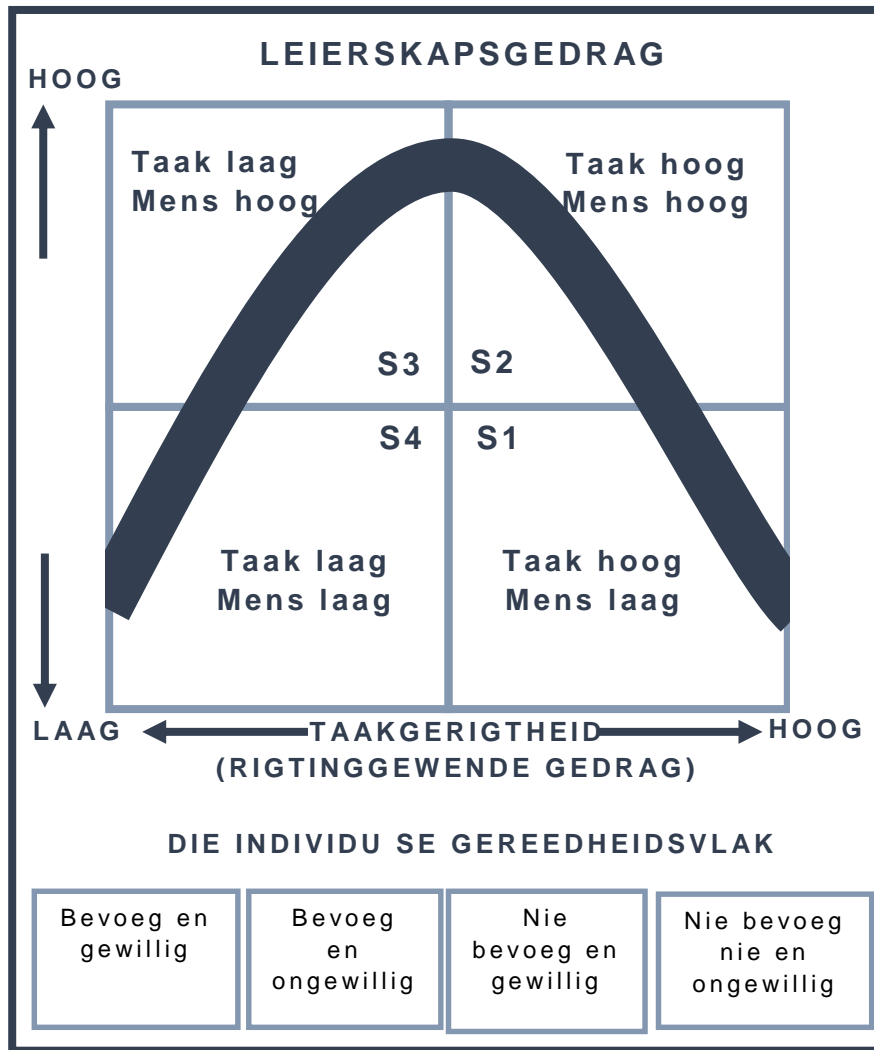 LEIERSKAPSGEDRAG
HOOG
Taak laag
Mens hoog
Taak hoog
Mens hoog
S3
S2
S4
S1
Taak laag
Mens laag
Taak hoog
Mens laag
LAAG
TAAKGERIGTHEID
HOOG
(RIGTINGGEWENDE GEDRAG)
DIE INDIVIDU SE GEREEDHEIDSVLAK
Bevoeg en
gewillig
Bevoeg
en
ongewillig
Nie
bevoeg en
gewillig
Nie bevoeg
nie en
ongewillig